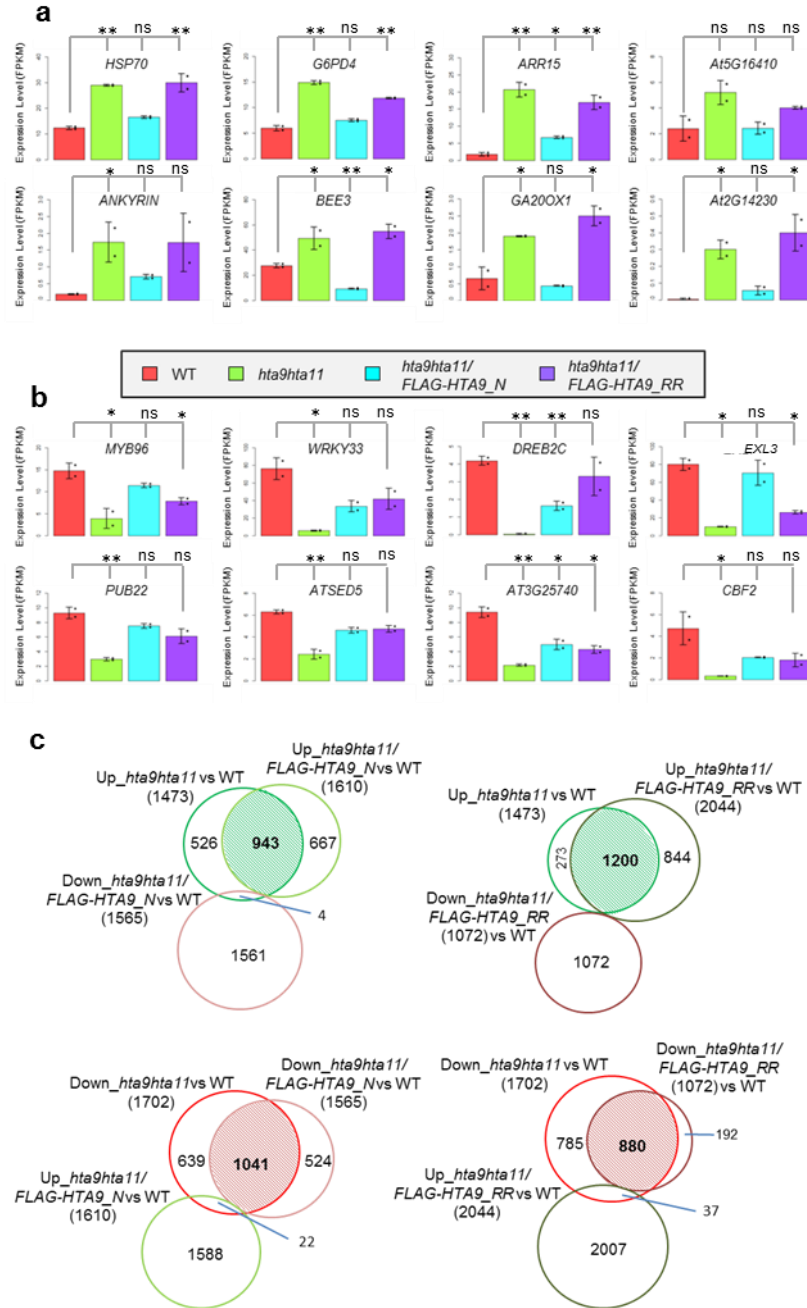 a
** ns **
HSP70
** ns **
G6PD4
** * **
ARR15
ns ns ns
At5G16410
Expression Level (FPKM)
Expression Level (FPKM)
Expression Level (FPKM)
Expression Level (FPKM)
* ns ns
ANKYRIN
* ** *
BEE3
* ns *
GA20OX1
* ns *
At2G14230
Expression Level (FPKM)
Expression Level (FPKM)
Expression Level (FPKM)
Expression Level (FPKM)
WT
hta9hta11
hta9hta11/
FLAG-HTA9_N
hta9hta11/
FLAG-HTA9_RR
b
* ns *
MYB96
* ns ns
WRKY33
** ** ns
DREB2C
* ns *
EXL3
Expression Level (FPKM)
Expression Level (FPKM)
Expression Level (FPKM)
Expression Level (FPKM)
** ns ns
PUB22
** ns ns
ATSED5
** * *
AT3G25740
* ns ns
CBF2
Expression Level (FPKM)
Expression Level (FPKM)
Expression Level (FPKM)
Expression Level (FPKM)
c
Up_hta9hta11 vs WT
(1473)
Up_hta9hta11/
FLAG-HTA9_N vs WT
(1610)
526
943
667
Down_hta9hta11/
FLAG-HTA9_N vs WT
(1565)
4
1561
Up_hta9hta11 vs WT
(1473)
Up_hta9hta11/
FLAG-HTA9_RR vs WT
(2044)
273
1200
844
Down_hta9hta11/
FLAG-HTA9_RR
(1072) vs WT
1072
Down_hta9hta11 vs WT
(1702)
Down_hta9hta11/
FLAG-HTA9_N vs WT
(1565)
639
1041
524
Up_hta9hta11/
FLAG-HTA9_N vs WT
(1610)
22
1588
Down_hta9hta11 vs WT
(1702)
Down_hta9hta11/
FLAG-HTA9_RR
(1072) vs WT
785
880
192
Up_hta9hta11/
FLAG-HTA9_RR vs WT
(2044)
37
2007